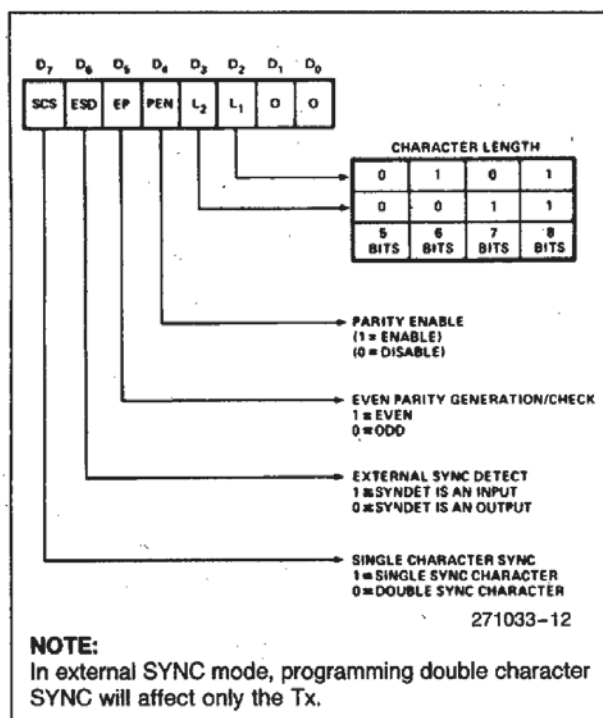 D7 D6 D5 D4 D3 D2 D1 D0
SCS ESD EP PEN L2 L1 0 0
CHARACTER LENGTH
0 1 0 1
0 0 1 1
5 BITS 6 BITS 7 BITS 8 BITS
PARITY ENABLE
(1 = ENABLE)
(0 = DISABLE)
EVEN PARITY GENERATION/CHECK
1 = EVEN
0 = ODD
EXTERNAL SYNC DETECT
1 = SYNDET IS AN INPUT
0 = SYNDET IS AN OUTPUT
SINGLE CHARACTER SYNC
1 = SINGLE SYNC CHARACTER
0 = DOUBLE SYNC CHARACTER
271033-12
NOTE:
In external SYNC mode, programming double character
SYNC will affect only the Tx.